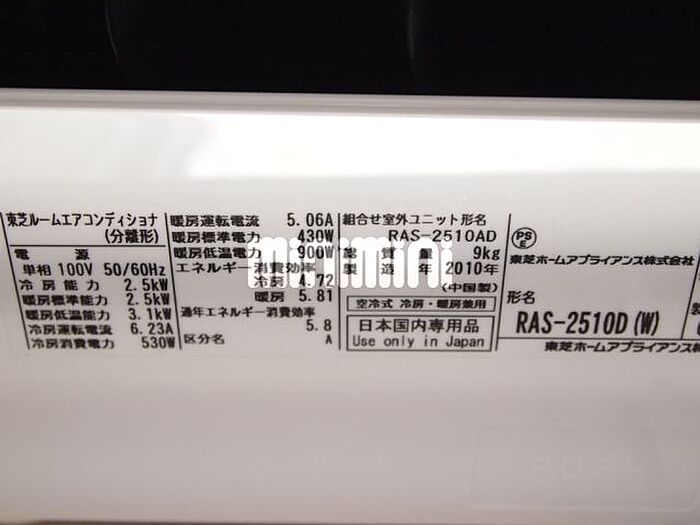 東芝ルームエアコンディショナ
(分離形)
電 源
単相 100V 50/60Hz
冷 房 能 力 2.5kW
暖房標準能力 2.5kW
暖房低温能力 3.1kW
冷房運転電流 6.23A
冷房消費電力 530W
暖房運転電流 5.06A
暖房標準電力 430W
暖房低温電力 900W
エネルギー消費効率
冷房 4.72
暖房 5.81
通年エネルギー消費効率
5.8
区分名 A
組合せ室外ユニット形名
RAS-2510AD
総 質 量 9kg
製 造 年 2010年
(中国製)
空冷式 冷房・暖房兼用
日本国内専用品
Use only in Japan
PS
E
東芝ホームアプライアンス株式会社
形名
RAS-2510D(W)
東芝ホームアプライアンス株
製
minimini
PUSH